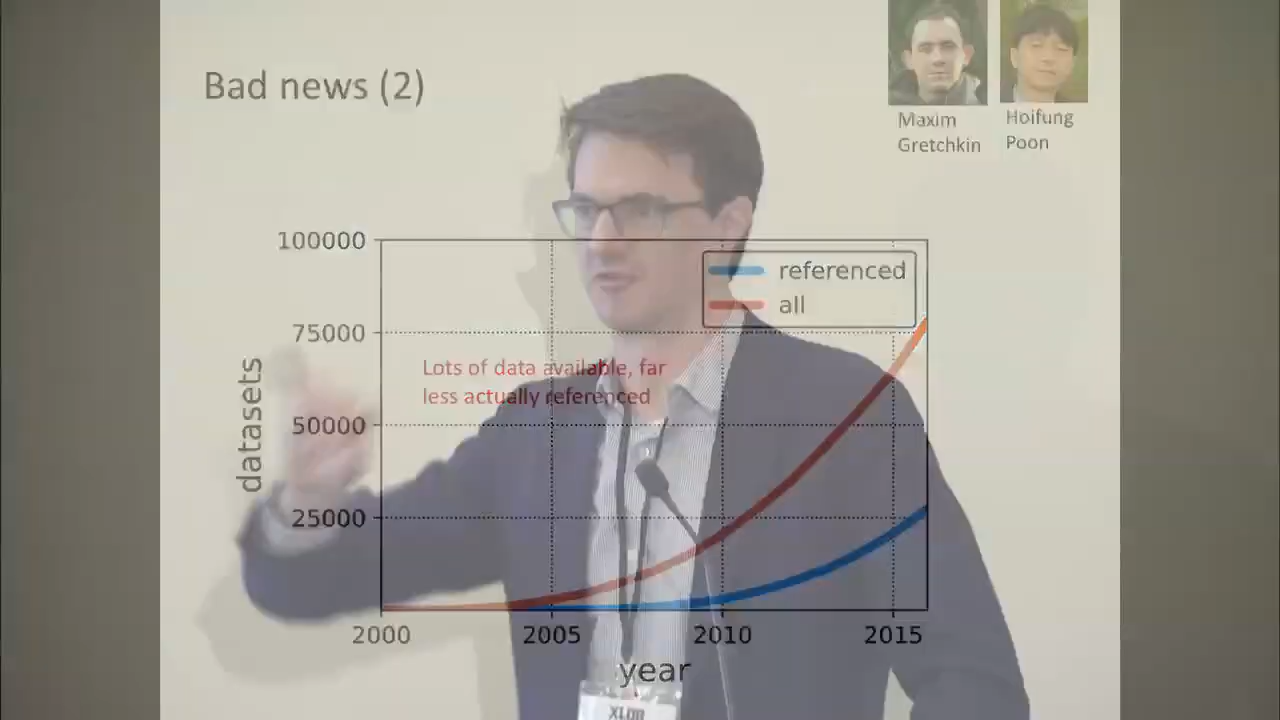 Bad news (2)
Maxim
Gretchkin
Hoifung
Poon
100000
75000
50000
25000
datasets
referenced
all
Lots of data available, far
less actually referenced
2000
2005
2010
2015
year